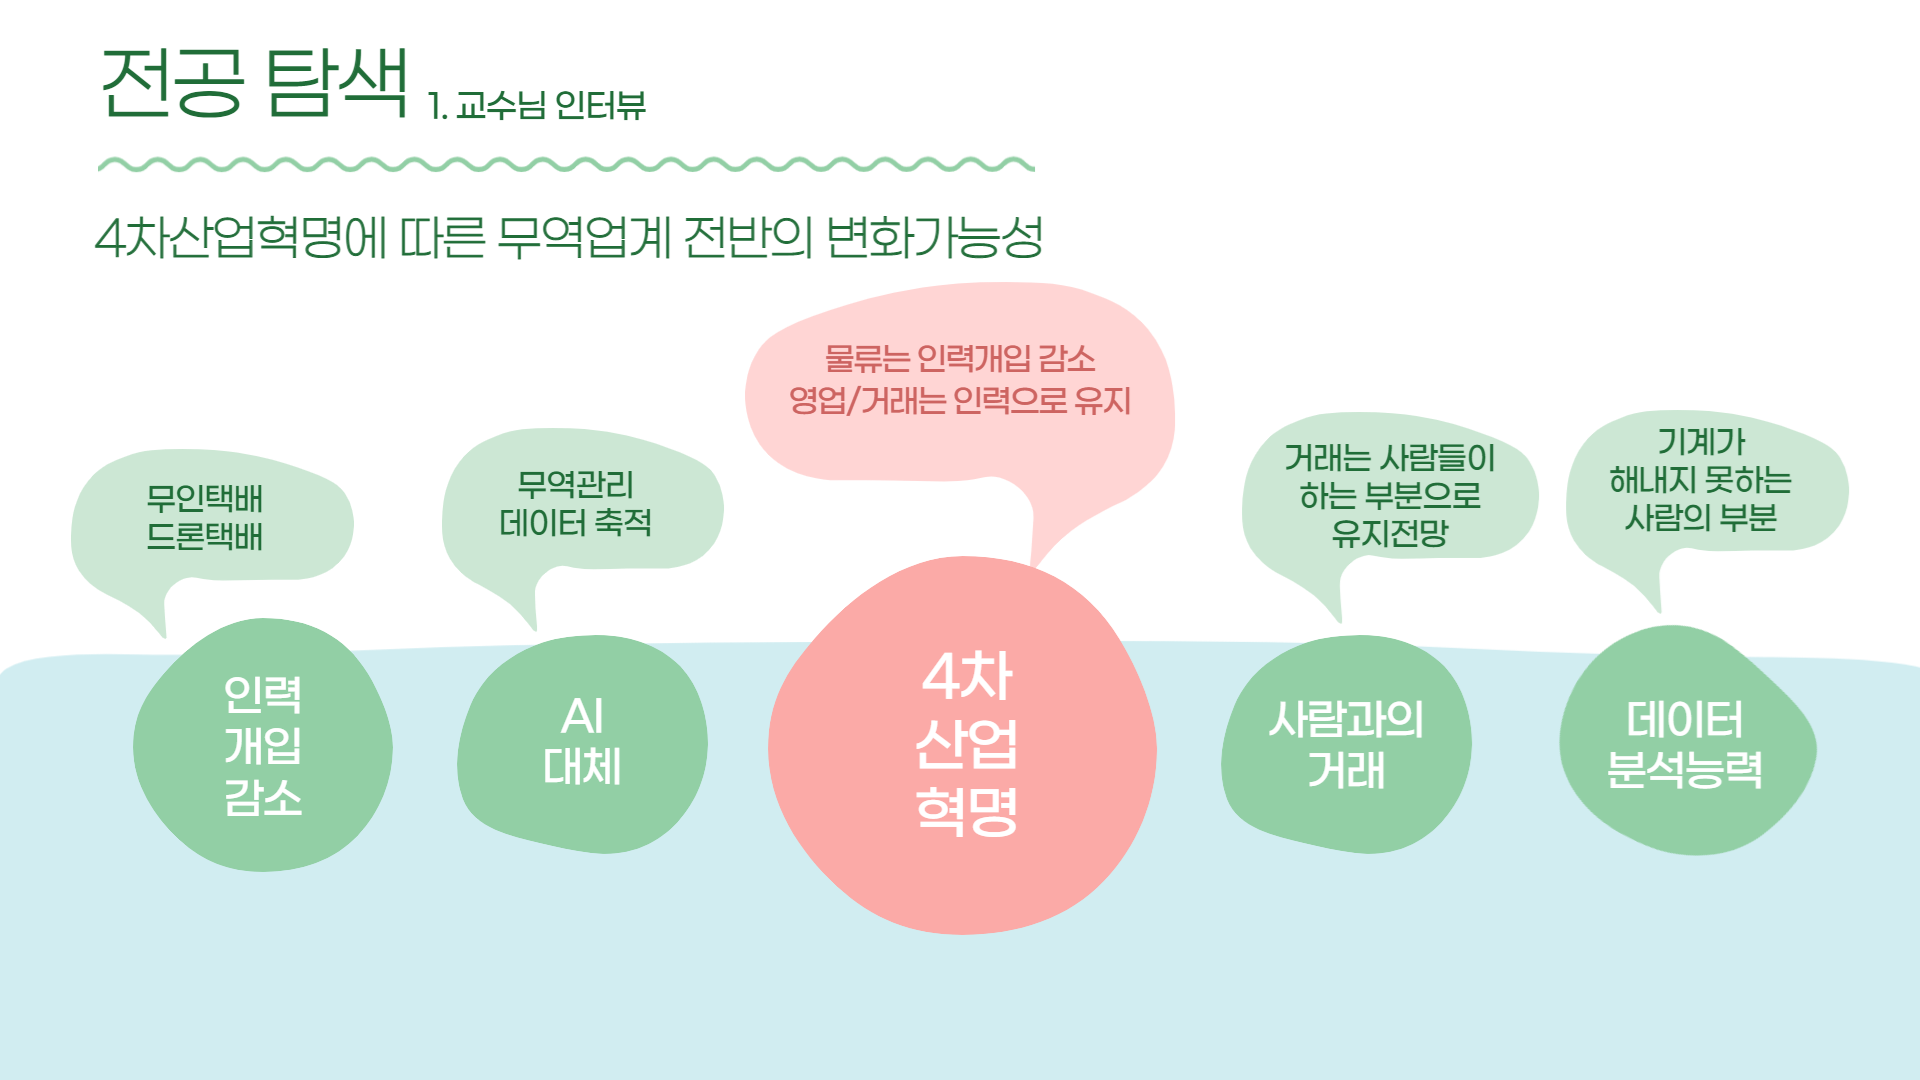 전공 탐색 1. 교수님 인터뷰
4차산업혁명에 따른 무역업계 전반의 변화가능성
무인택배
드론택배
인력
개입
감소
무역관리
데이터 축적
AI
대체
물류는 인력개입 감소
영업/거래는 인력으로 유지
4차
산업
혁명
거래는 사람들이
하는 부분으로
유지전망
사람과의
거래
기계가
해내지 못하는
사람의 부분
데이터
분석능력